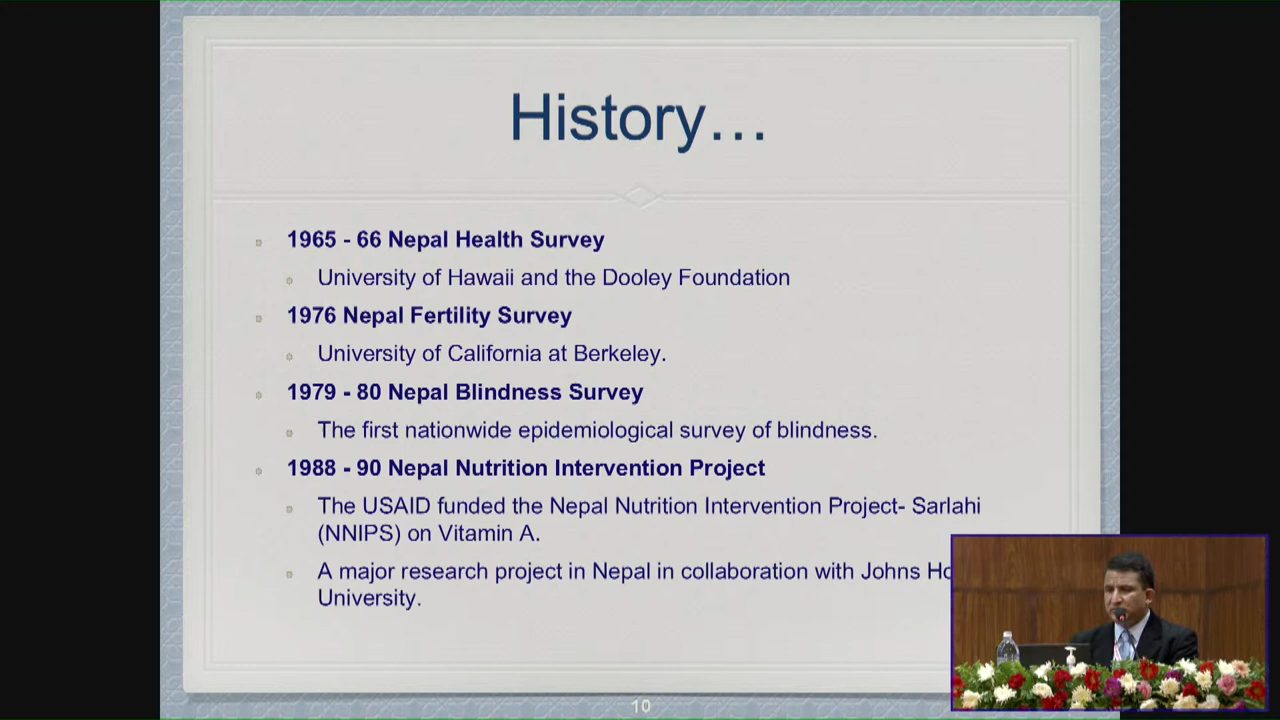 History…
1965 - 66 Nepal Health Survey
University of Hawaii and the Dooley Foundation
1976 Nepal Fertility Survey
University of California at Berkeley.
1979 - 80 Nepal Blindness Survey
The first nationwide epidemiological survey of blindness.
1988 - 90 Nepal Nutrition Intervention Project
The USAID funded the Nepal Nutrition Intervention Project- Sarlahi
(NNIPS) on Vitamin A.
A major research project in Nepal in collaboration with Johns Ho
University.
10